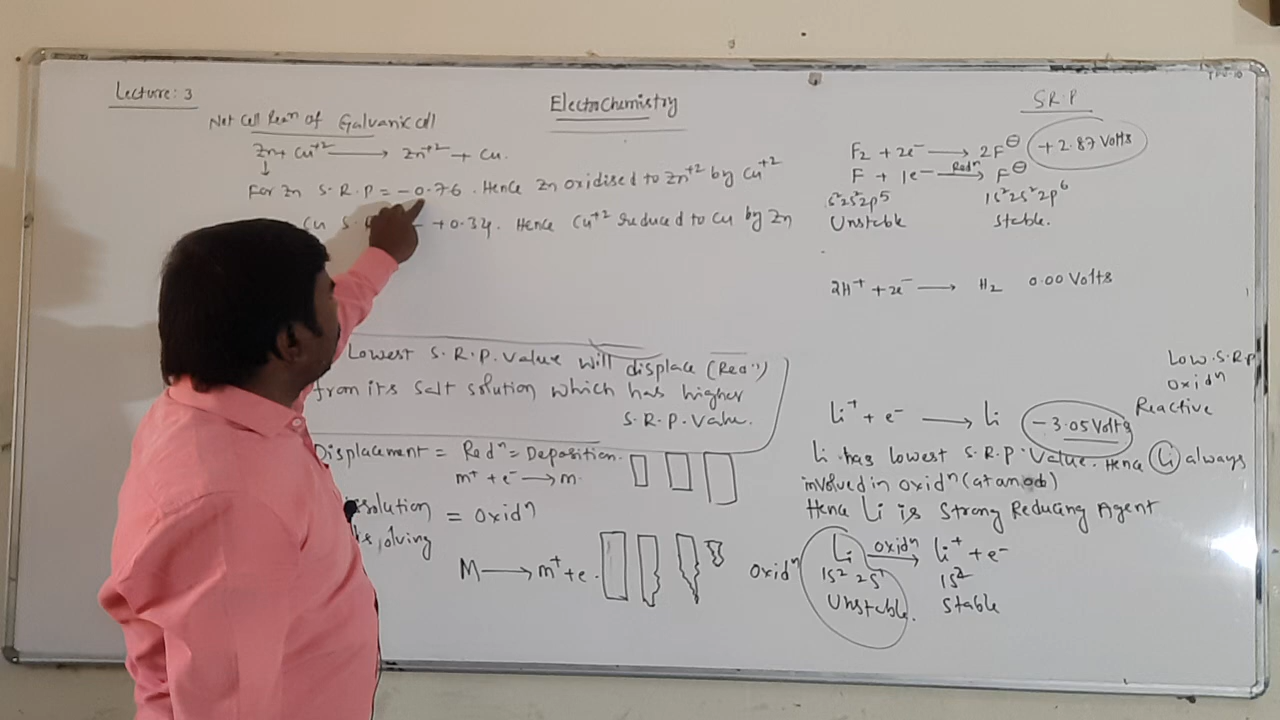 Lecture: 3
ElectroChemistry
Net Cell Reaⁿ of Galvanic cell
Zn + Cu⁺² ⟶ Zn⁺² + Cu.
↓
For Zn S.R.P = -0.76. Hence Zn oxidised to Zn⁺² by Cu⁺²
Cu S. +0.34. Hence Cu⁺² reduced to Cu by Zn
Lowest S.R.P. Value will displace (Redⁿ)
from its salt solution which has higher
S.R.P. Value.
Displacement = Redⁿ = Deposition.
m⁺ + e⁻ ⟶ m.
= Oxidⁿ
M ⟶ m⁺ + e.
S.R.P
F₂ + 2e⁻ ⟶ 2F⊖ +2.87 Volts
F + 1e⁻ Redⁿ⟶ F⊖
1s²2s²2p⁵ 1s²2s²2p⁶
Unstable Stable.
2H⁺ + 2e⁻ ⟶ H₂ 0.00 Volts
Low.S.R.P
Oxidⁿ
Reactive
Li⁺ + e⁻ ⟶ Li -3.05 Volts
Li has lowest S.R.P. Value. Hence Li always
involved in oxidⁿ (at anode)
Hence Li is Strong Reducing Agent
Oxidⁿ Li oxidⁿ⟶ Li⁺ + e⁻
1s² 2s¹ 1s²
Unstable. Stable